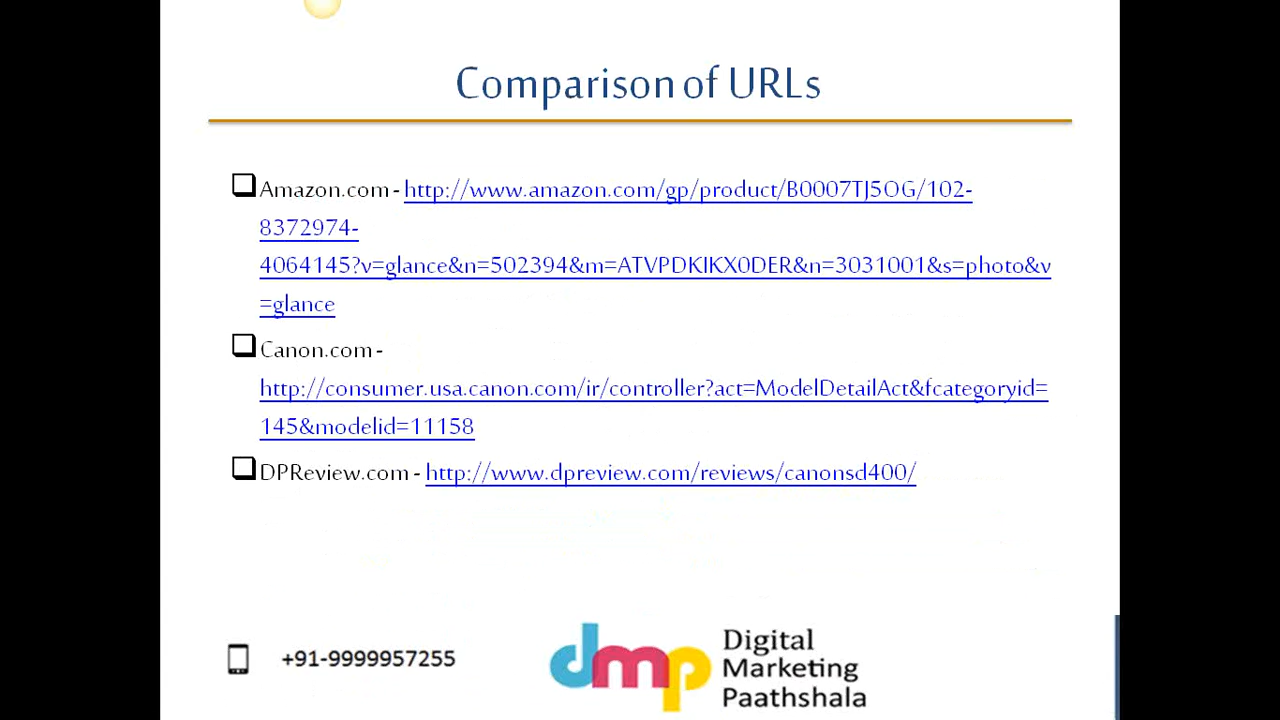 Comparison of URLs
Amazon.com - http://www.amazon.com/gp/product/B0007TJ5OG/102-
8372974-
4064145?v=glance&n=502394&m=ATVPDKIKX0DER&n=3031001&s=photo&v
=glance
Canon.com -
http://consumer.usa.canon.com/ir/controller?act=ModelDetailAct&fcategoryid=
145&modelid=11158
DPReview.com - http://www.dpreview.com/reviews/canonsd400/
+91-9999957255
dmp
Digital
Marketing
Paathshala